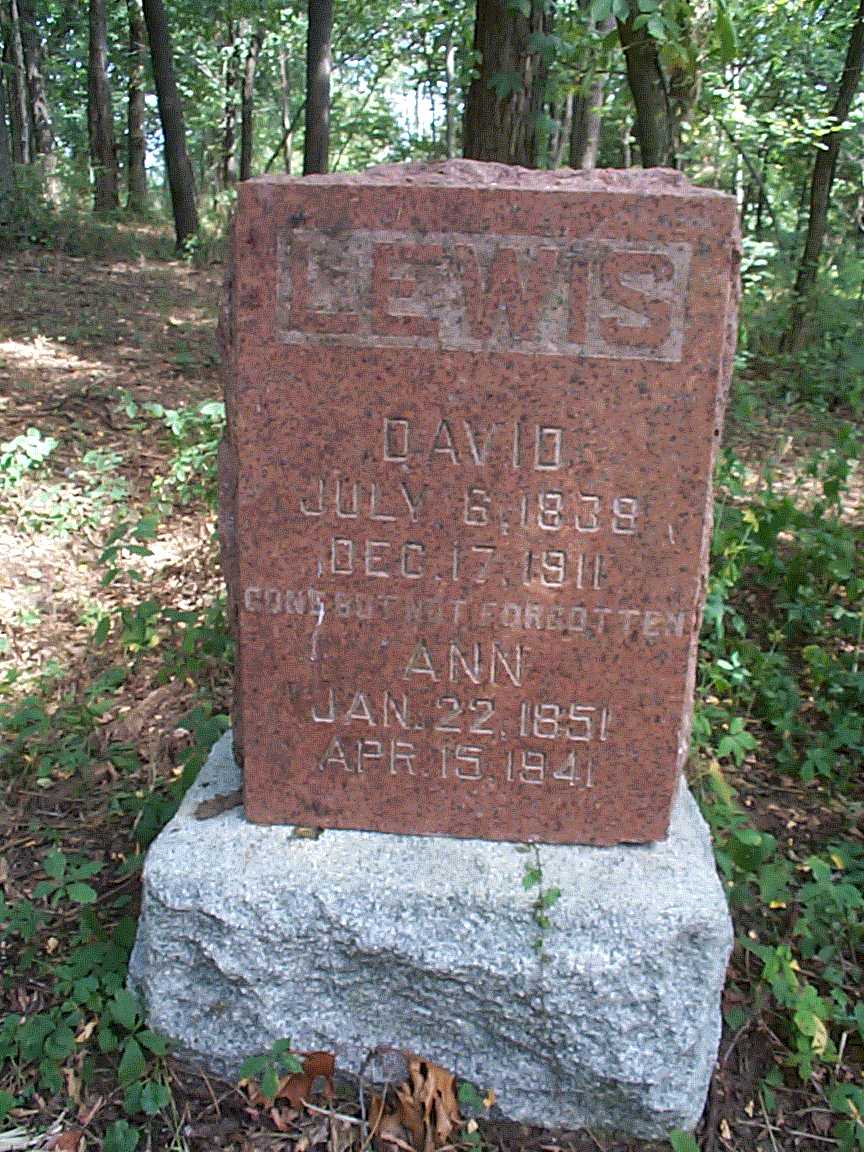 LEWIS
DAVID
JULY 6, 1839
DEC. 17, 1911
GONE BUT NOT FORGOTTEN
ANN
JAN. 22, 1851
APR. 15, 1941